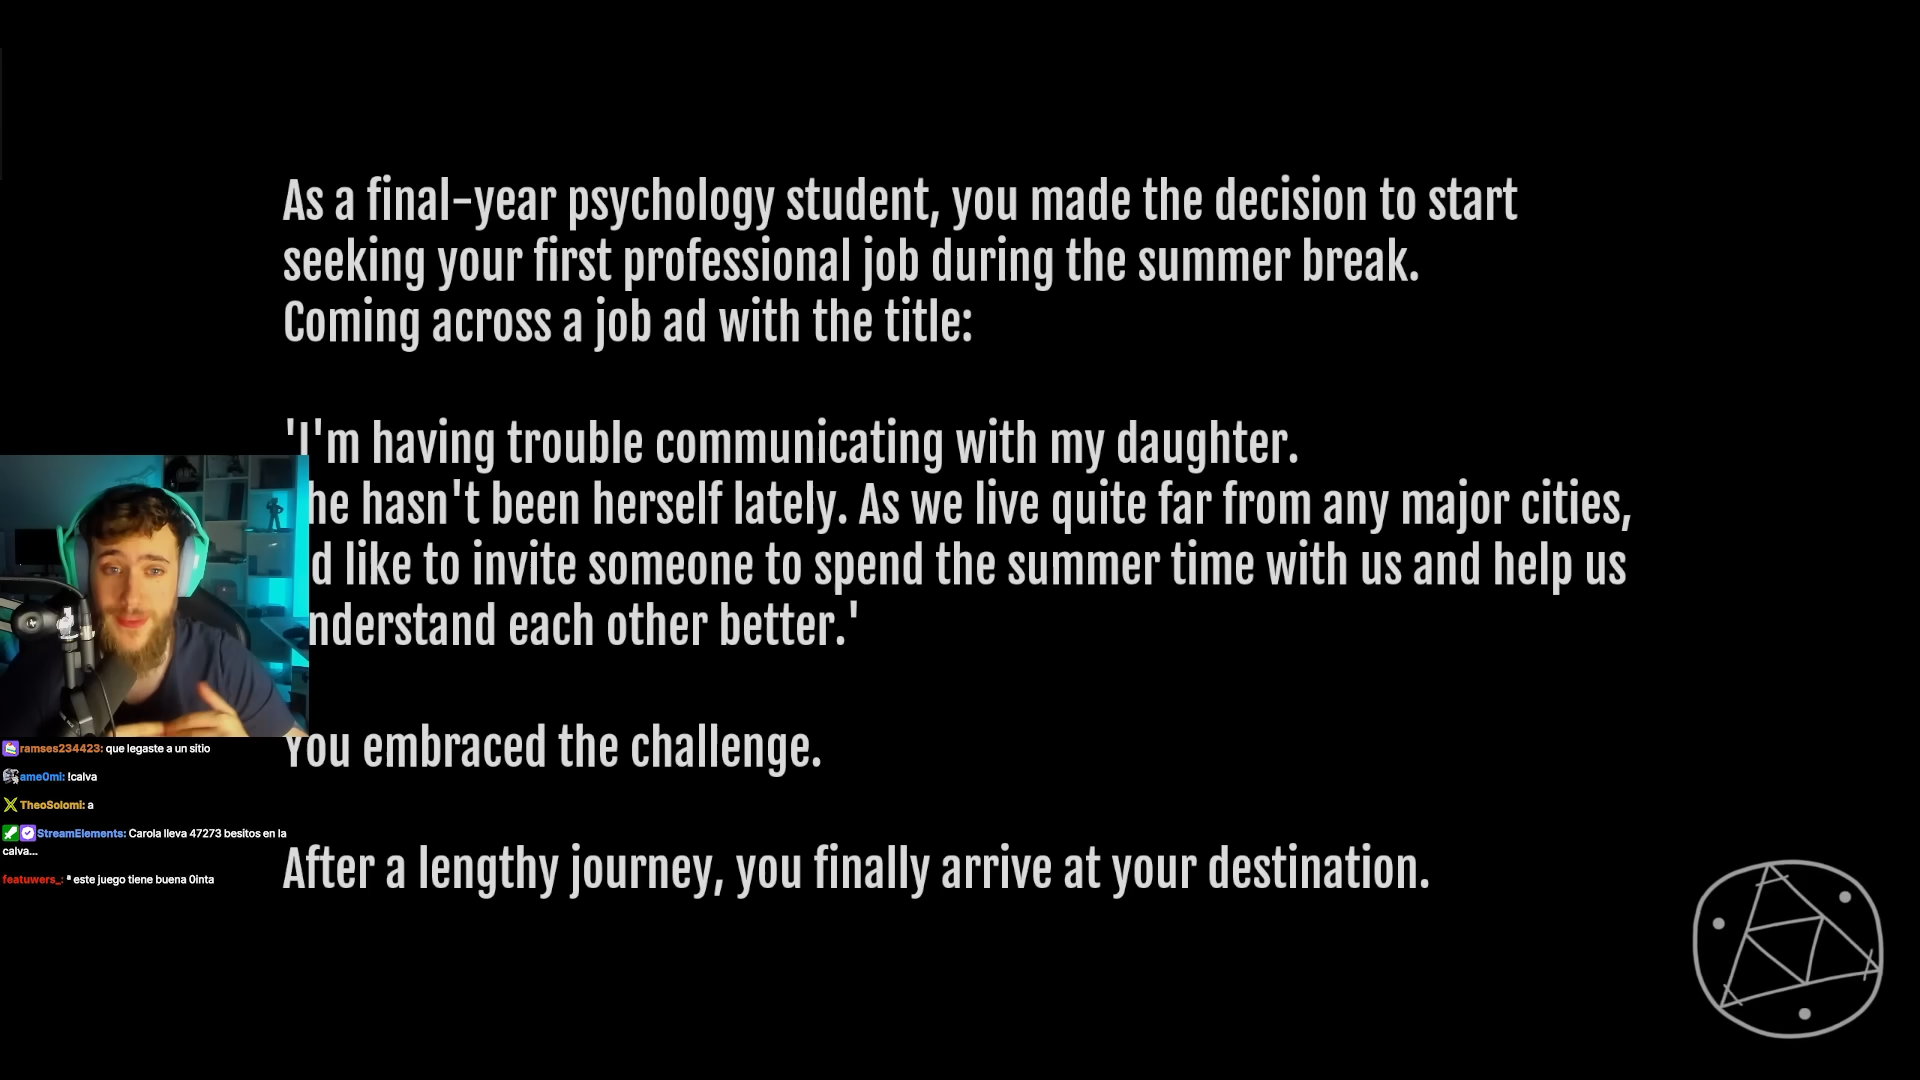 As a final-year psychology student, you made the decision to start
seeking your first professional job during the summer break.
Coming across a job ad with the title:
'I'm having trouble communicating with my daughter.
he hasn't been herself lately. As we live quite far from any major cities,
d like to invite someone to spend the summer time with us and help us
nderstand each other better.'
You embraced the challenge.
After a lengthy journey, you finally arrive at your destination.
ramses234423: que legaste a un sitio
ame0mi: !calva
TheoSolomi: a
StreamElements: Carola lleva 47273 besitos en la
calva...
featuwers_: * este juego tiene buena 0inta